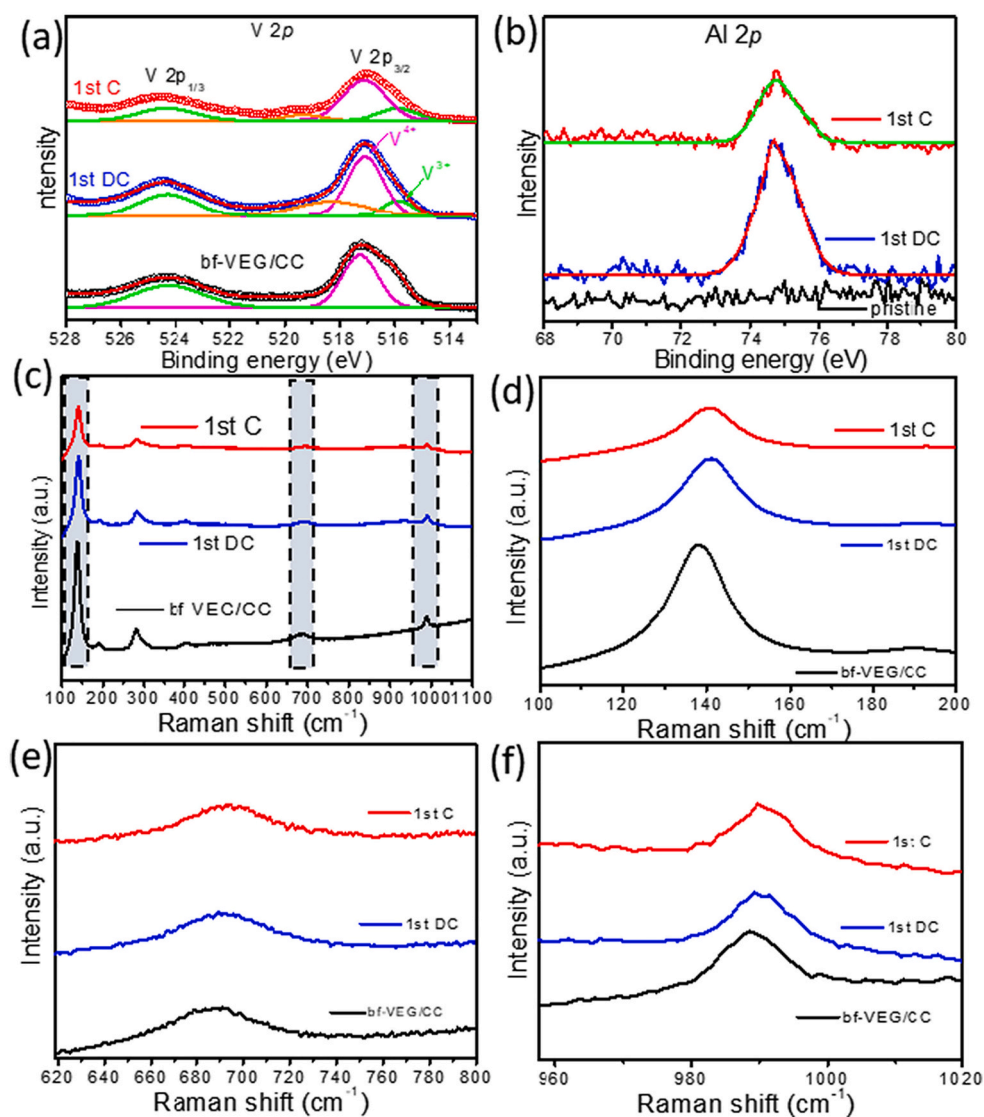 (a)
V 2p
1st C
V 2p1/3
V 2p3/2
1st DC
V4+
V3+
bf-VEG/CC
ntensity
528 526 524 522 520 518 516 514
Binding energy (eV)
(b)
Al 2p
1st C
1st DC
pristine
Intensity
68 70 72 74 76 78 80
Binding energy (eV)
(c)
1st C
1st DC
bf VEC/CC
Intensity (a.u.)
100 200 300 400 500 600 700 800 900 1000 1100
Raman shift (cm⁻¹)
(d)
1st C
1st DC
bf-VEG/CC
Intensity (a.u.)
100 120 140 160 180 200
Raman shift (cm⁻¹)
(e)
1st C
1st DC
bf-VEG/CC
Intensity (a.u.)
620 640 660 680 700 720 740 760 780 800
Raman shift (cm⁻¹)
(f)
1st C
1st DC
bf-VEG/CC
Intensity (a.u.)
960 980 1000 1020
Raman shift (cm⁻¹)